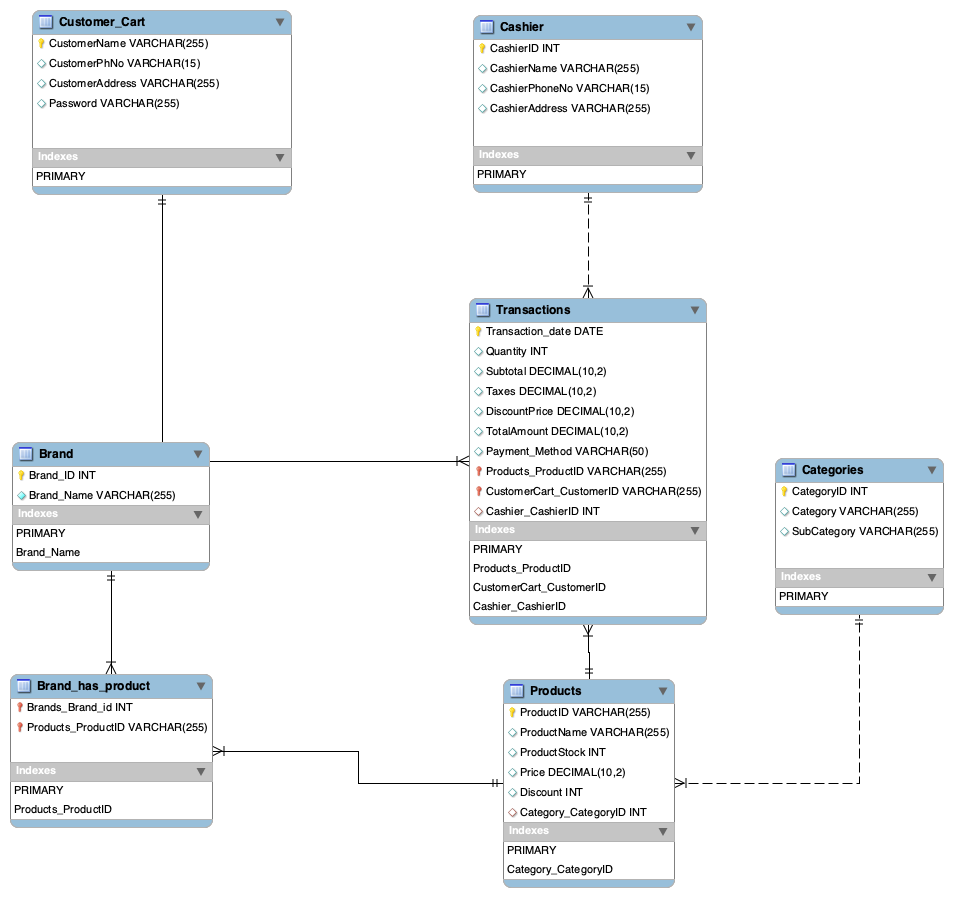 Customer_Cart
CustomerName VARCHAR(255)
CustomerPhNo VARCHAR(15)
CustomerAddress VARCHAR(255)
Password VARCHAR(255)
Indexes
PRIMARY
Cashier
CashierID INT
CashierName VARCHAR(255)
CashierPhoneNo VARCHAR(15)
CashierAddress VARCHAR(255)
Indexes
PRIMARY
Transactions
Transaction_date DATE
Quantity INT
Subtotal DECIMAL(10,2)
Taxes DECIMAL(10,2)
DiscountPrice DECIMAL(10,2)
TotalAmount DECIMAL(10,2)
Payment_Method VARCHAR(50)
Products_ProductID VARCHAR(255)
CustomerCart_CustomerID VARCHAR(255)
Cashier_CashierID INT
Indexes
PRIMARY
Products_ProductID
CustomerCart_CustomerID
Cashier_CashierID
Brand
Brand_ID INT
Brand_Name VARCHAR(255)
Indexes
PRIMARY
Brand_Name
Categories
CategoryID INT
Category VARCHAR(255)
SubCategory VARCHAR(255)
Indexes
PRIMARY
Brand_has_product
Brands_Brand_id INT
Products_ProductID VARCHAR(255)
Indexes
PRIMARY
Products_ProductID
Products
ProductID VARCHAR(255)
ProductName VARCHAR(255)
ProductStock INT
Price DECIMAL(10,2)
Discount INT
Category_CategoryID INT
Indexes
PRIMARY
Category_CategoryID